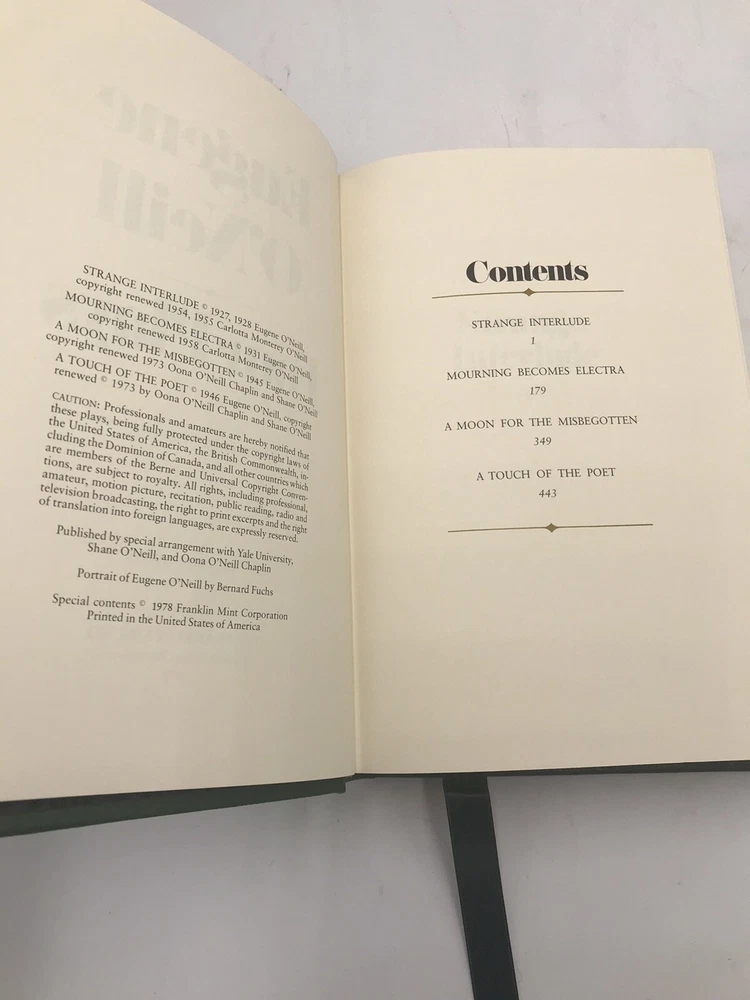 STRANGE INTERLUDE © 1927, 1928 Eugene O'Neill,
copyright renewed 1954, 1955 Carlotta Monterey O'Neill
MOURNING BECOMES ELECTRA © 1931 Eugene O'Neill,
copyright renewed 1958 Carlotta Monterey O'Neill
A MOON FOR THE MISBEGOTTEN © 1945 Eugene O'Neill,
copyright renewed 1973 Oona O'Neill Chaplin and Shane O'Neill
A TOUCH OF THE POET © 1946 Eugene O'Neill, copyright
renewed © 1973 by Oona O'Neill Chaplin and Shane O'Neill
CAUTION: Professionals and amateurs are hereby notified that
these plays, being fully protected under the copyright laws of
the United States of America, the British Commonwealth, in-
cluding the Dominion of Canada, and all other countries which
are members of the Berne and Universal Copyright Conven-
tions, are subject to royalty. All rights, including professional,
amateur, motion picture, recitation, public reading, radio and
television broadcasting, the right to print excerpts and the right
of translation into foreign languages, are expressly reserved.
Published by special arrangement with Yale University,
Shane O'Neill, and Oona O'Neill Chaplin
Portrait of Eugene O'Neill by Bernard Fuchs
Special contents © 1978 Franklin Mint Corporation
Printed in the United States of America
Contents
STRANGE INTERLUDE
1
MOURNING BECOMES ELECTRA
179
A MOON FOR THE MISBEGOTTEN
349
A TOUCH OF THE POET
443